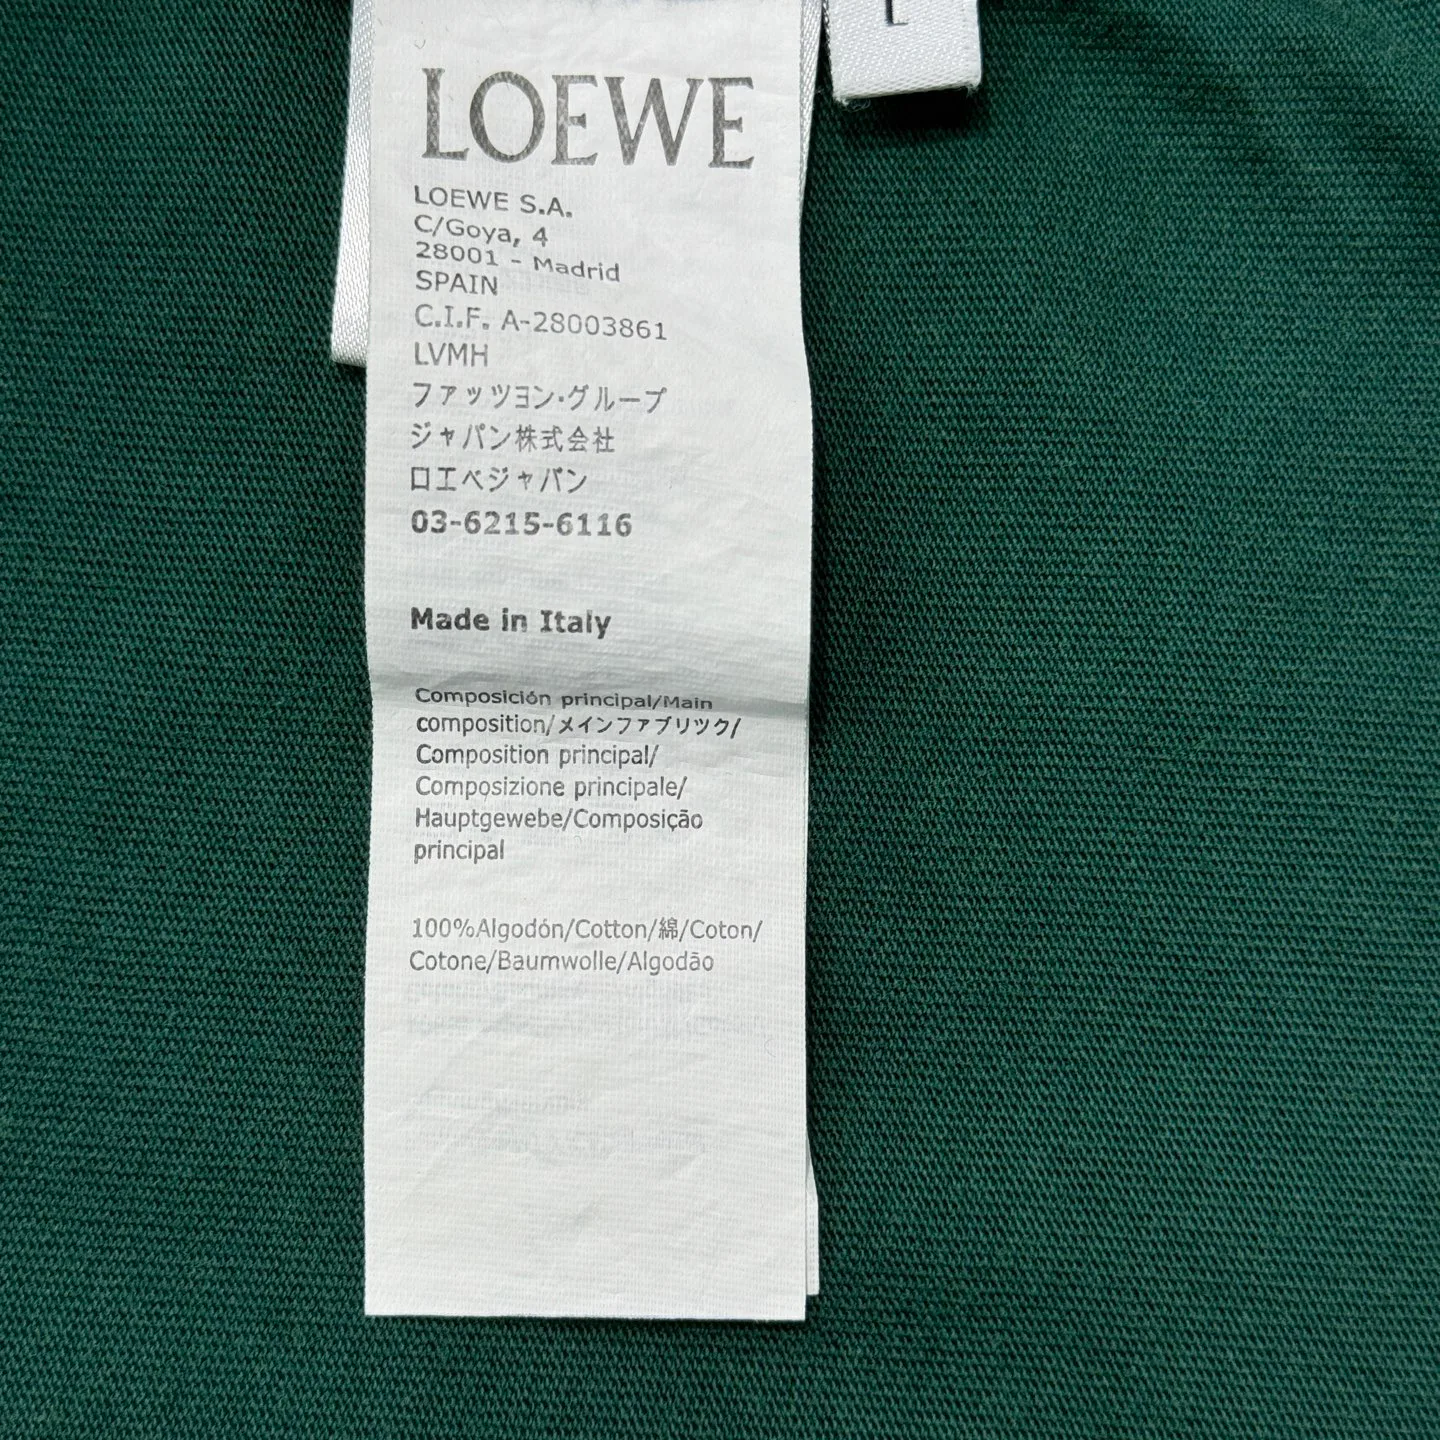 L
LOEWE
LOEWE S.A.
C/Goya, 4
28001 - Madrid
SPAIN
C.I.F. A-28003861
LVMH
ファッツヨン・グループ
ジャパン株式会社
ロエベジャパン
03-6215-6116
Made in Italy
Composición principal/Main
composition/メインファブリツク/
Composition principal/
Composizione principale/
Hauptgewebe/Composição
principal
100%Algodón/Cotton/綿/Coton/
Cotone/Baumwolle/Algodão